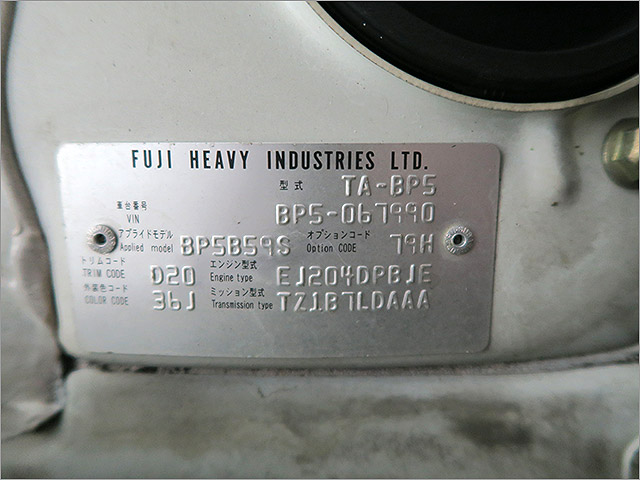 FUJI HEAVY INDUSTRIES LTD.
型式 TA-BP5
車台番号 VIN BP5-067990
アプライドモデル Applied model BP5B59S オプションコード Option CODE 79H
トリムコード TRIM CODE D20 エンジン型式 Engine type EJ204DPBJE
外装色コード COLOR CODE 36J ミッション型式 Transmission type TZ1B7LDAAA